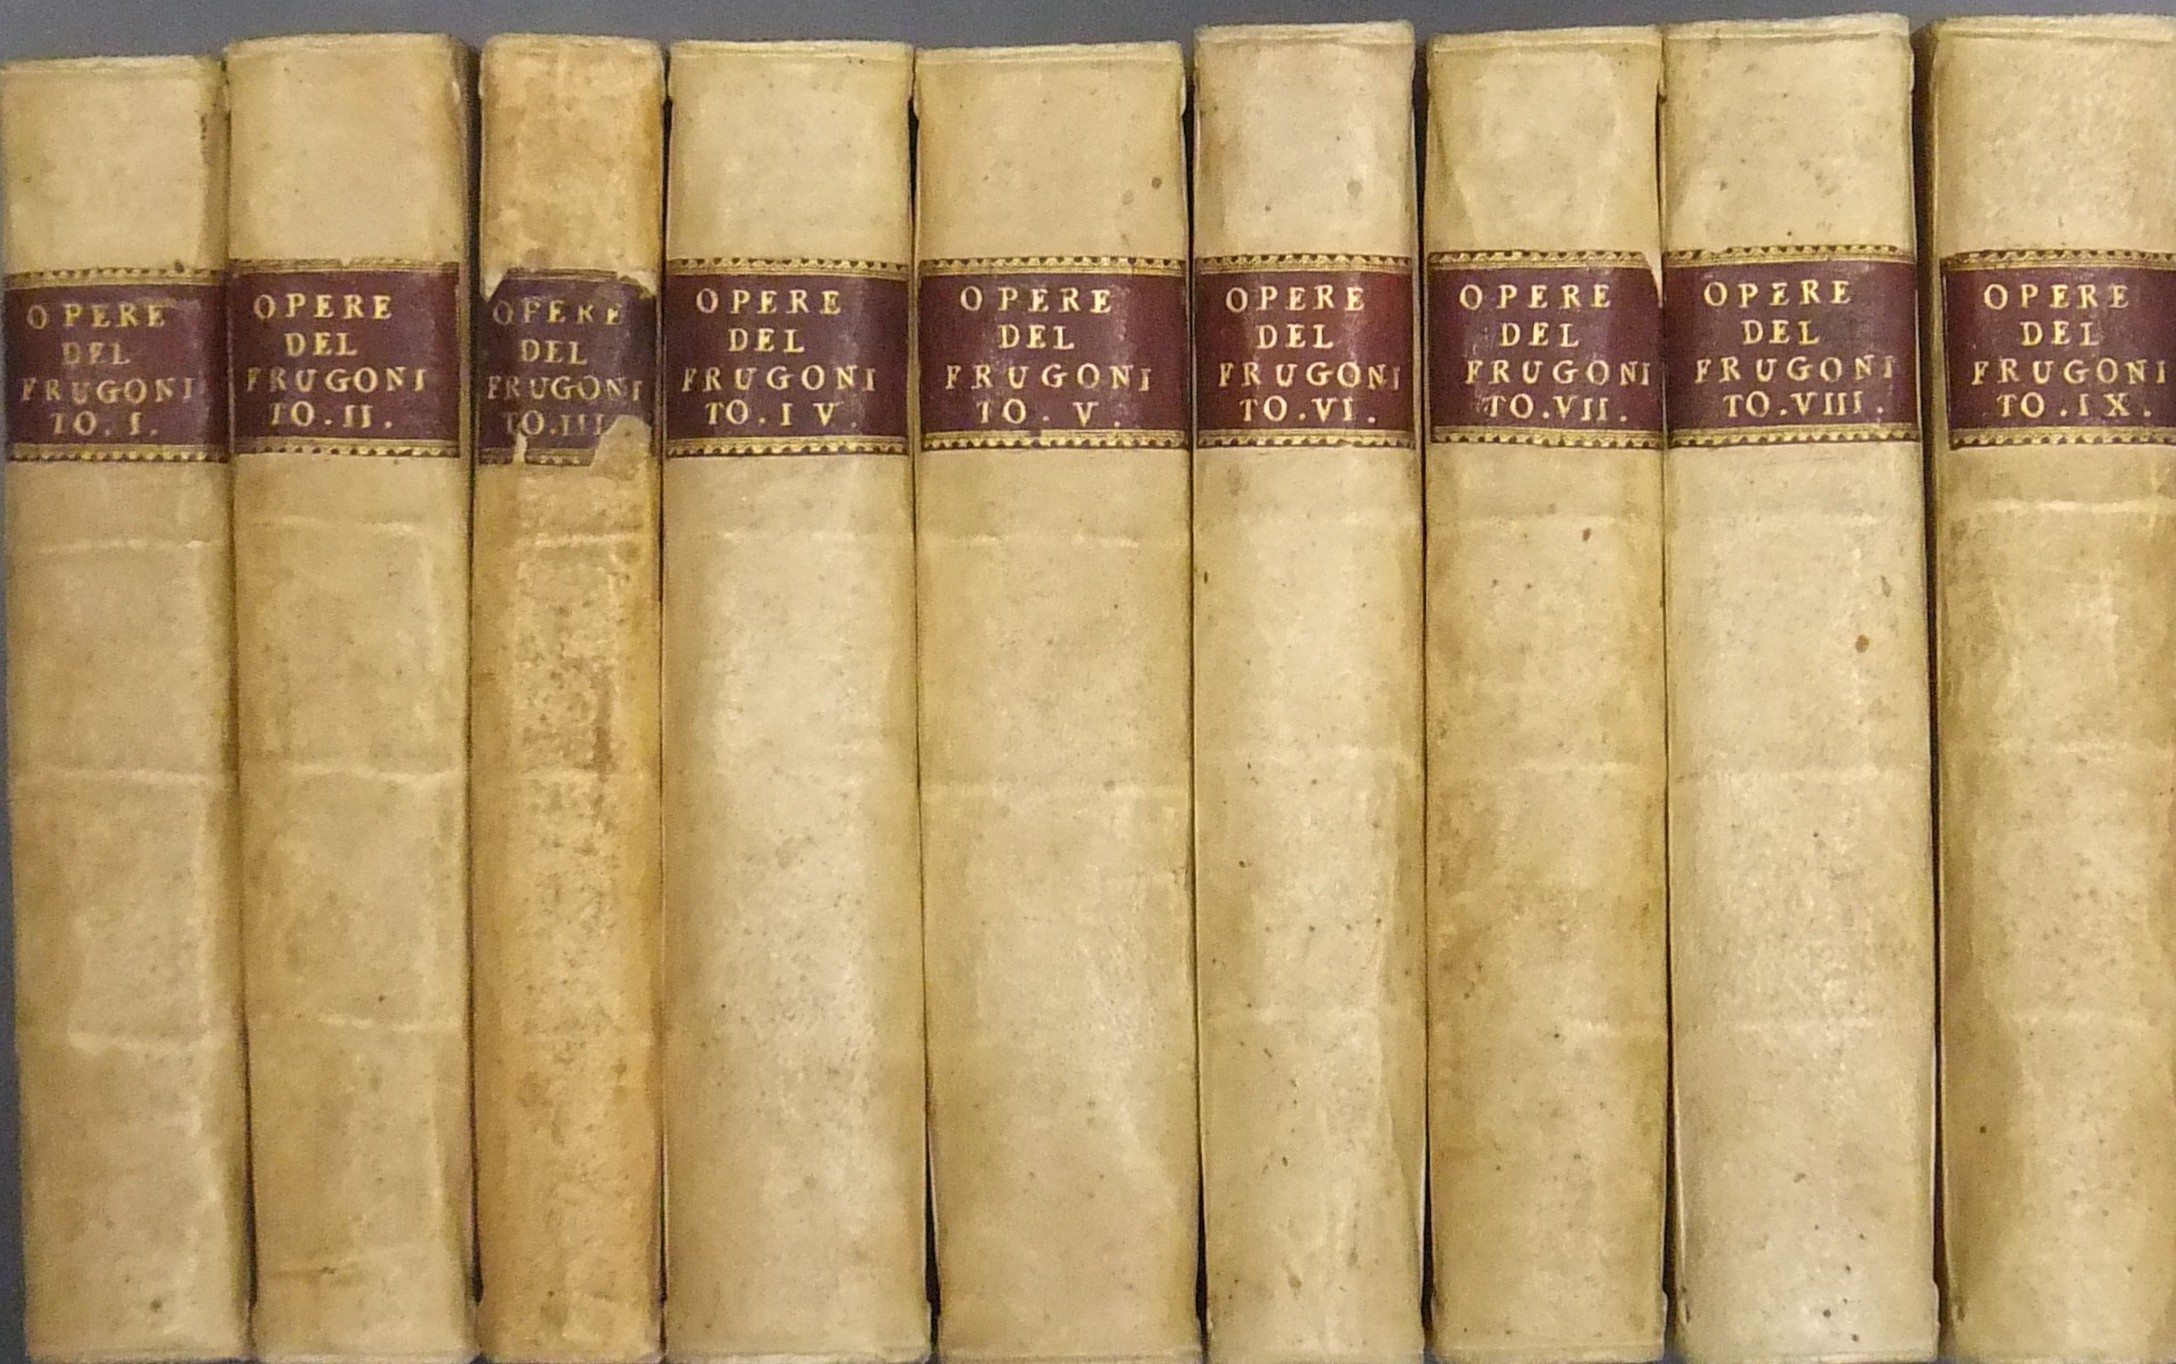 OPERE
DEL
FRUGONI
TO. I.
OPERE
DEL
FRUGONI
TO. II.
OPERE
DEL
FRUGONI
TO. III.
OPERE
DEL
FRUGONI
TO. IV.
OPERE
DEL
FRUGONI
TO. V.
OPERE
DEL
FRUGONI
TO. VI.
OPERE
DEL
FRUGONI
TO. VII.
OPERE
DEL
FRUGONI
TO. VIII.
OPERE
DEL
FRUGONI
TO. IX.